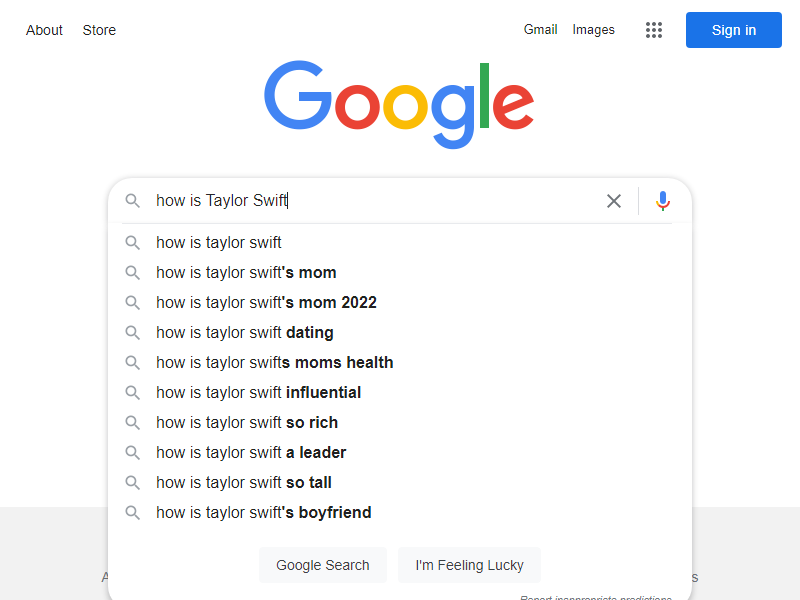 About Store Gmail Images Sign in
Google
how is Taylor Swift
how is taylor swift
how is taylor swift's mom
how is taylor swift's mom 2022
how is taylor swift dating
how is taylor swifts moms health
how is taylor swift influential
how is taylor swift so rich
how is taylor swift a leader
how is taylor swift so tall
how is taylor swift's boyfriend
Google Search I'm Feeling Lucky
Report inappropriate predictions